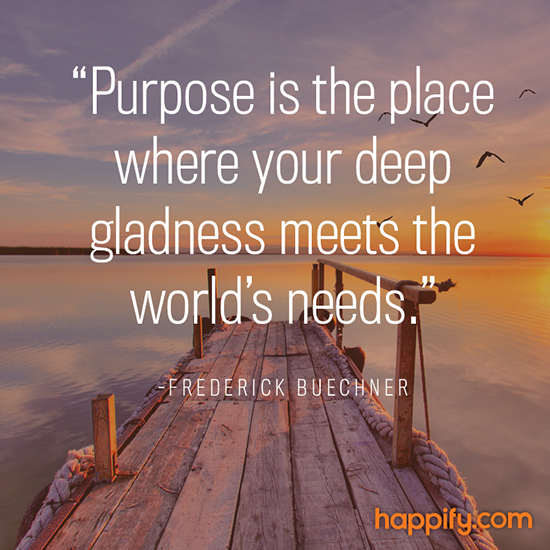 “Purpose is the place
where your deep
gladness meets the
world’s needs.”
-FREDERICK BUECHNER
happify.com